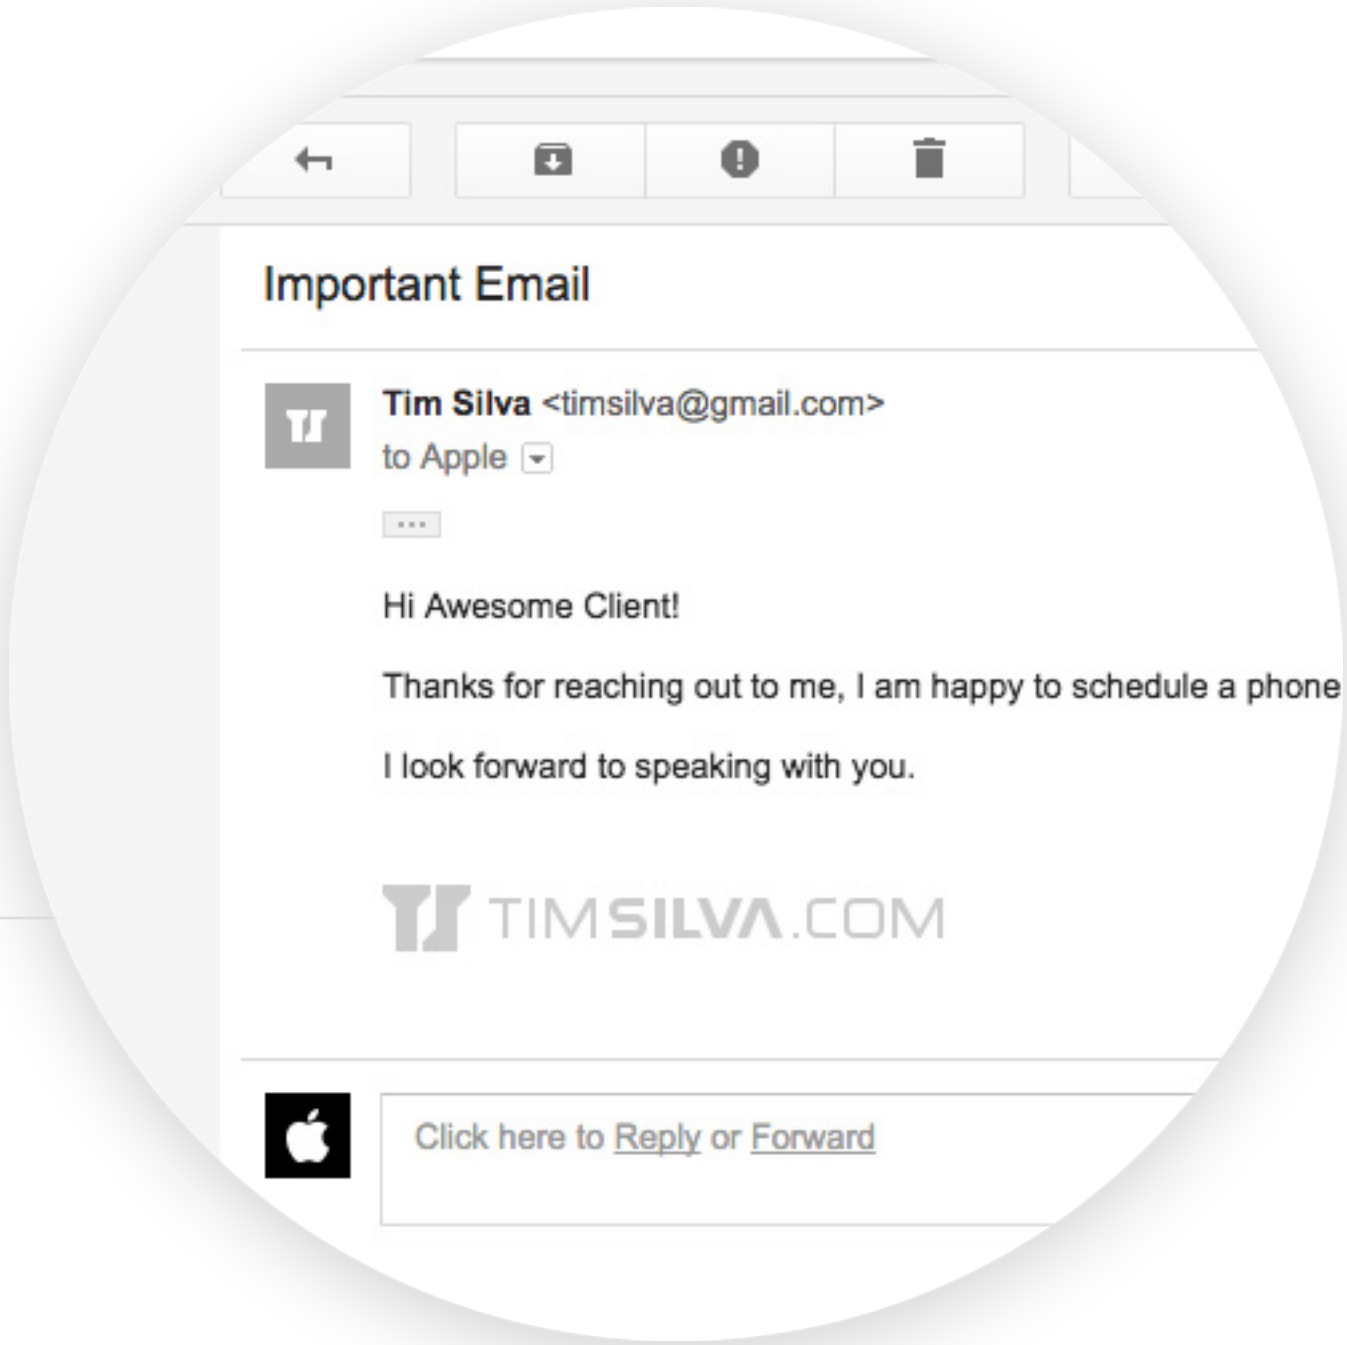 Important Email
Tim Silva <timsilva@gmail.com>
to Apple
Hi Awesome Client!
Thanks for reaching out to me, I am happy to schedule a phone
I look forward to speaking with you.
TJ TIMSILVA.COM
Click here to Reply or Forward